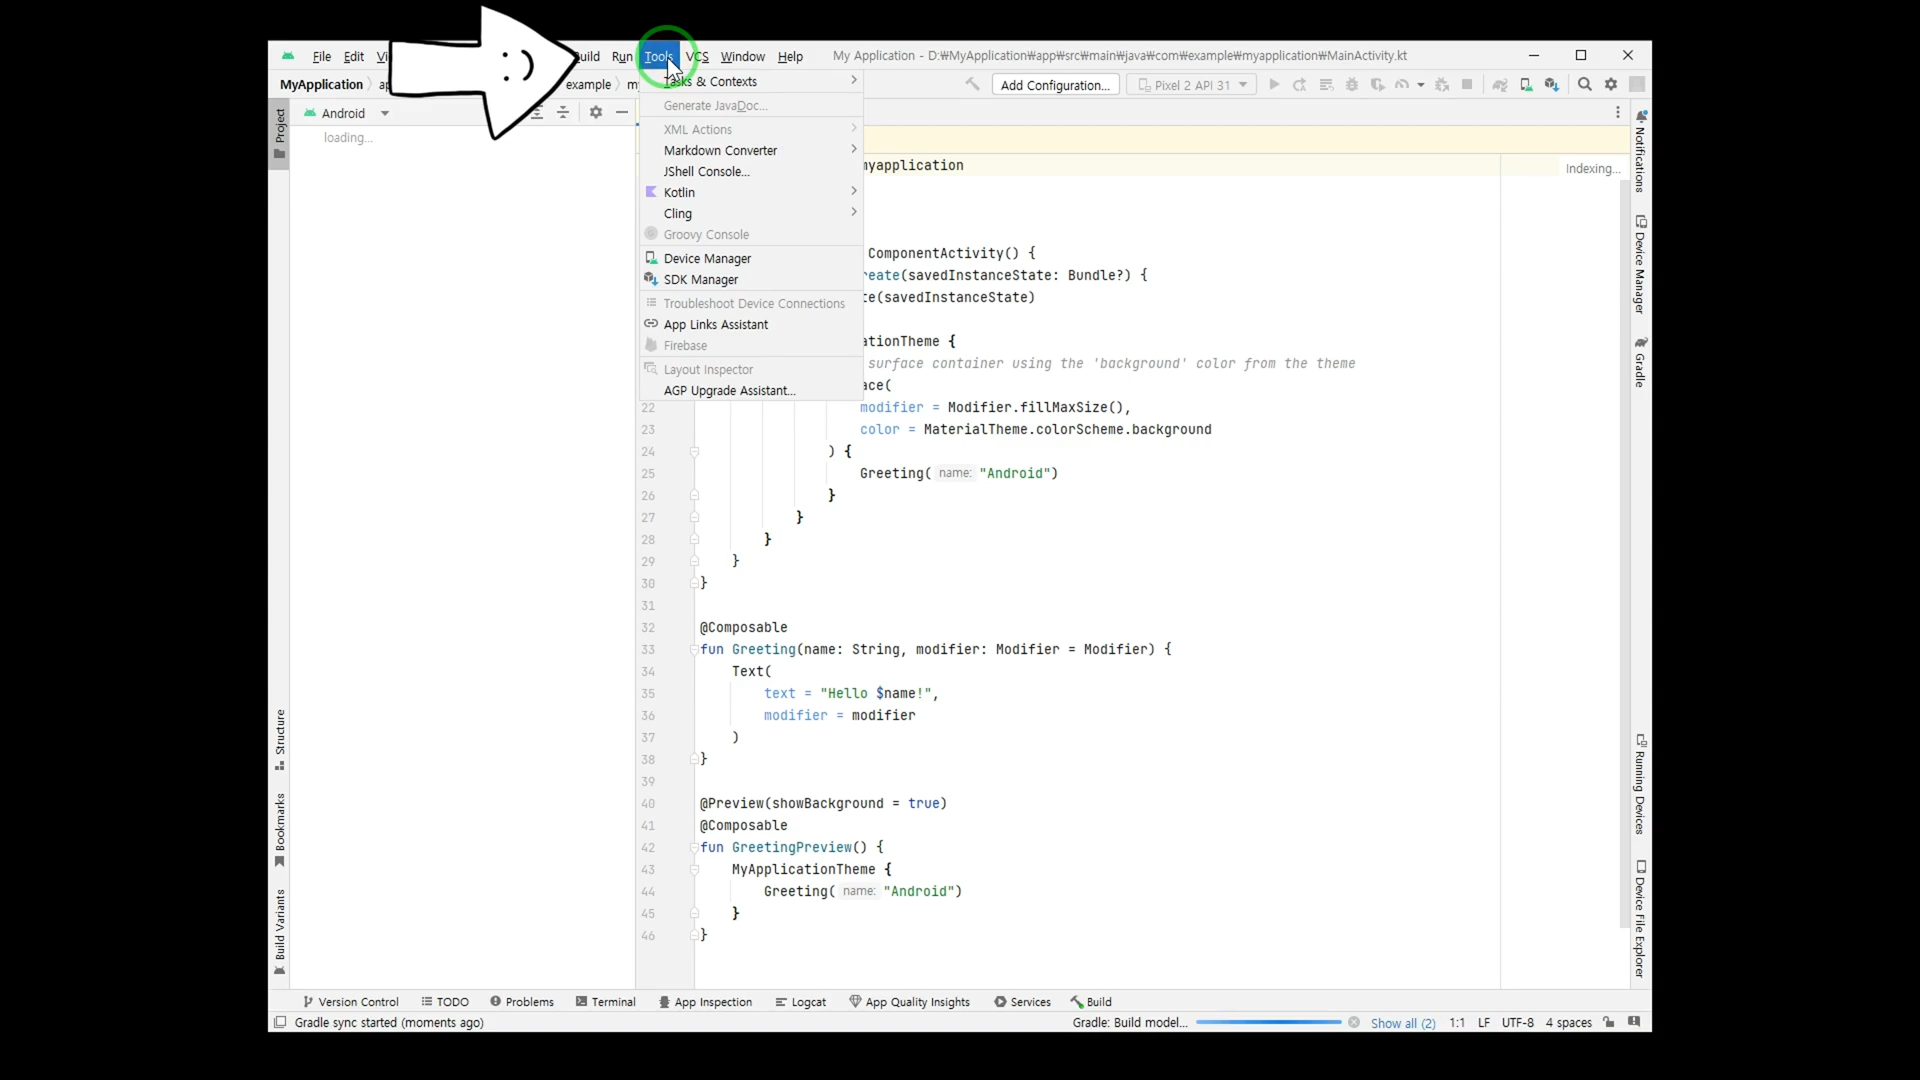 File Edit Build Run Tools VCS Window Help My Application - D:₩MyApplication₩app₩src₩main₩java₩com₩example₩myapplication₩MainActivity.kt
:)
MyApplication example Add Configuration... Pixel 2 API 31
Project
Android
loading...
Tasks & Contexts
Generate JavaDoc...
XML Actions
Markdown Converter
JShell Console...
Kotlin
Cling
Groovy Console
Device Manager
SDK Manager
Troubleshoot Device Connections
App Links Assistant
Firebase
Layout Inspector
AGP Upgrade Assistant...
myapplication
Indexing...
ComponentActivity() {
reate(savedInstanceState: Bundle?) {
te(savedInstanceState)
ationTheme {
surface container using the 'background' color from the theme
ace(
22 modifier = Modifier.fillMaxSize(),
23 color = MaterialTheme.colorScheme.background
24 ) {
25 Greeting( name: "Android")
26 }
27 }
28 }
29 }
30 }
31
32 @Composable
33 fun Greeting(name: String, modifier: Modifier = Modifier) {
34 Text(
35 text = "Hello $name!",
36 modifier = modifier
37 )
38 }
39
40 @Preview(showBackground = true)
41 @Composable
42 fun GreetingPreview() {
43 MyApplicationTheme {
44 Greeting( name: "Android")
45 }
46 }
Structure
Bookmarks
Build Variants
Notifications
Device Manager
Gradle
Running Devices
Device File Explorer
Version Control TODO Problems Terminal App Inspection Logcat App Quality Insights Services Build
Gradle sync started (moments ago) Gradle: Build model... Show all (2) 1:1 LF UTF-8 4 spaces